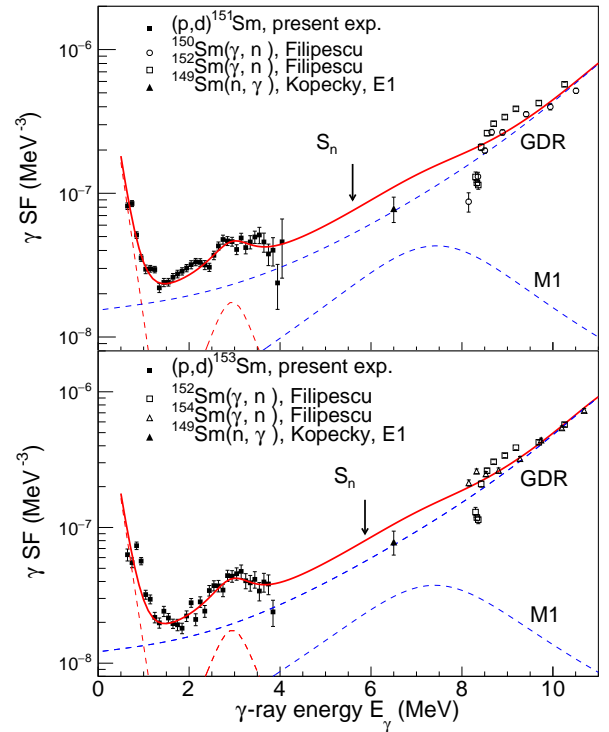 (p,d)¹⁵¹Sm, present exp.
¹⁵⁰Sm(γ, n), Filipescu
¹⁵²Sm(γ, n), Filipescu
¹⁴⁹Sm(n, γ), Kopecky, E1
Sₙ
GDR
M1
γ SF (MeV⁻³)
10⁻⁶
10⁻⁷
10⁻⁸
(p,d)¹⁵³Sm, present exp.
¹⁵²Sm(γ, n), Filipescu
¹⁵⁴Sm(γ, n), Filipescu
¹⁴⁹Sm(n, γ), Kopecky, E1
Sₙ
GDR
M1
γ SF (MeV⁻³)
10⁻⁶
10⁻⁷
10⁻⁸
0 2 4 6 8 10
γ-ray energy E_γ (MeV)